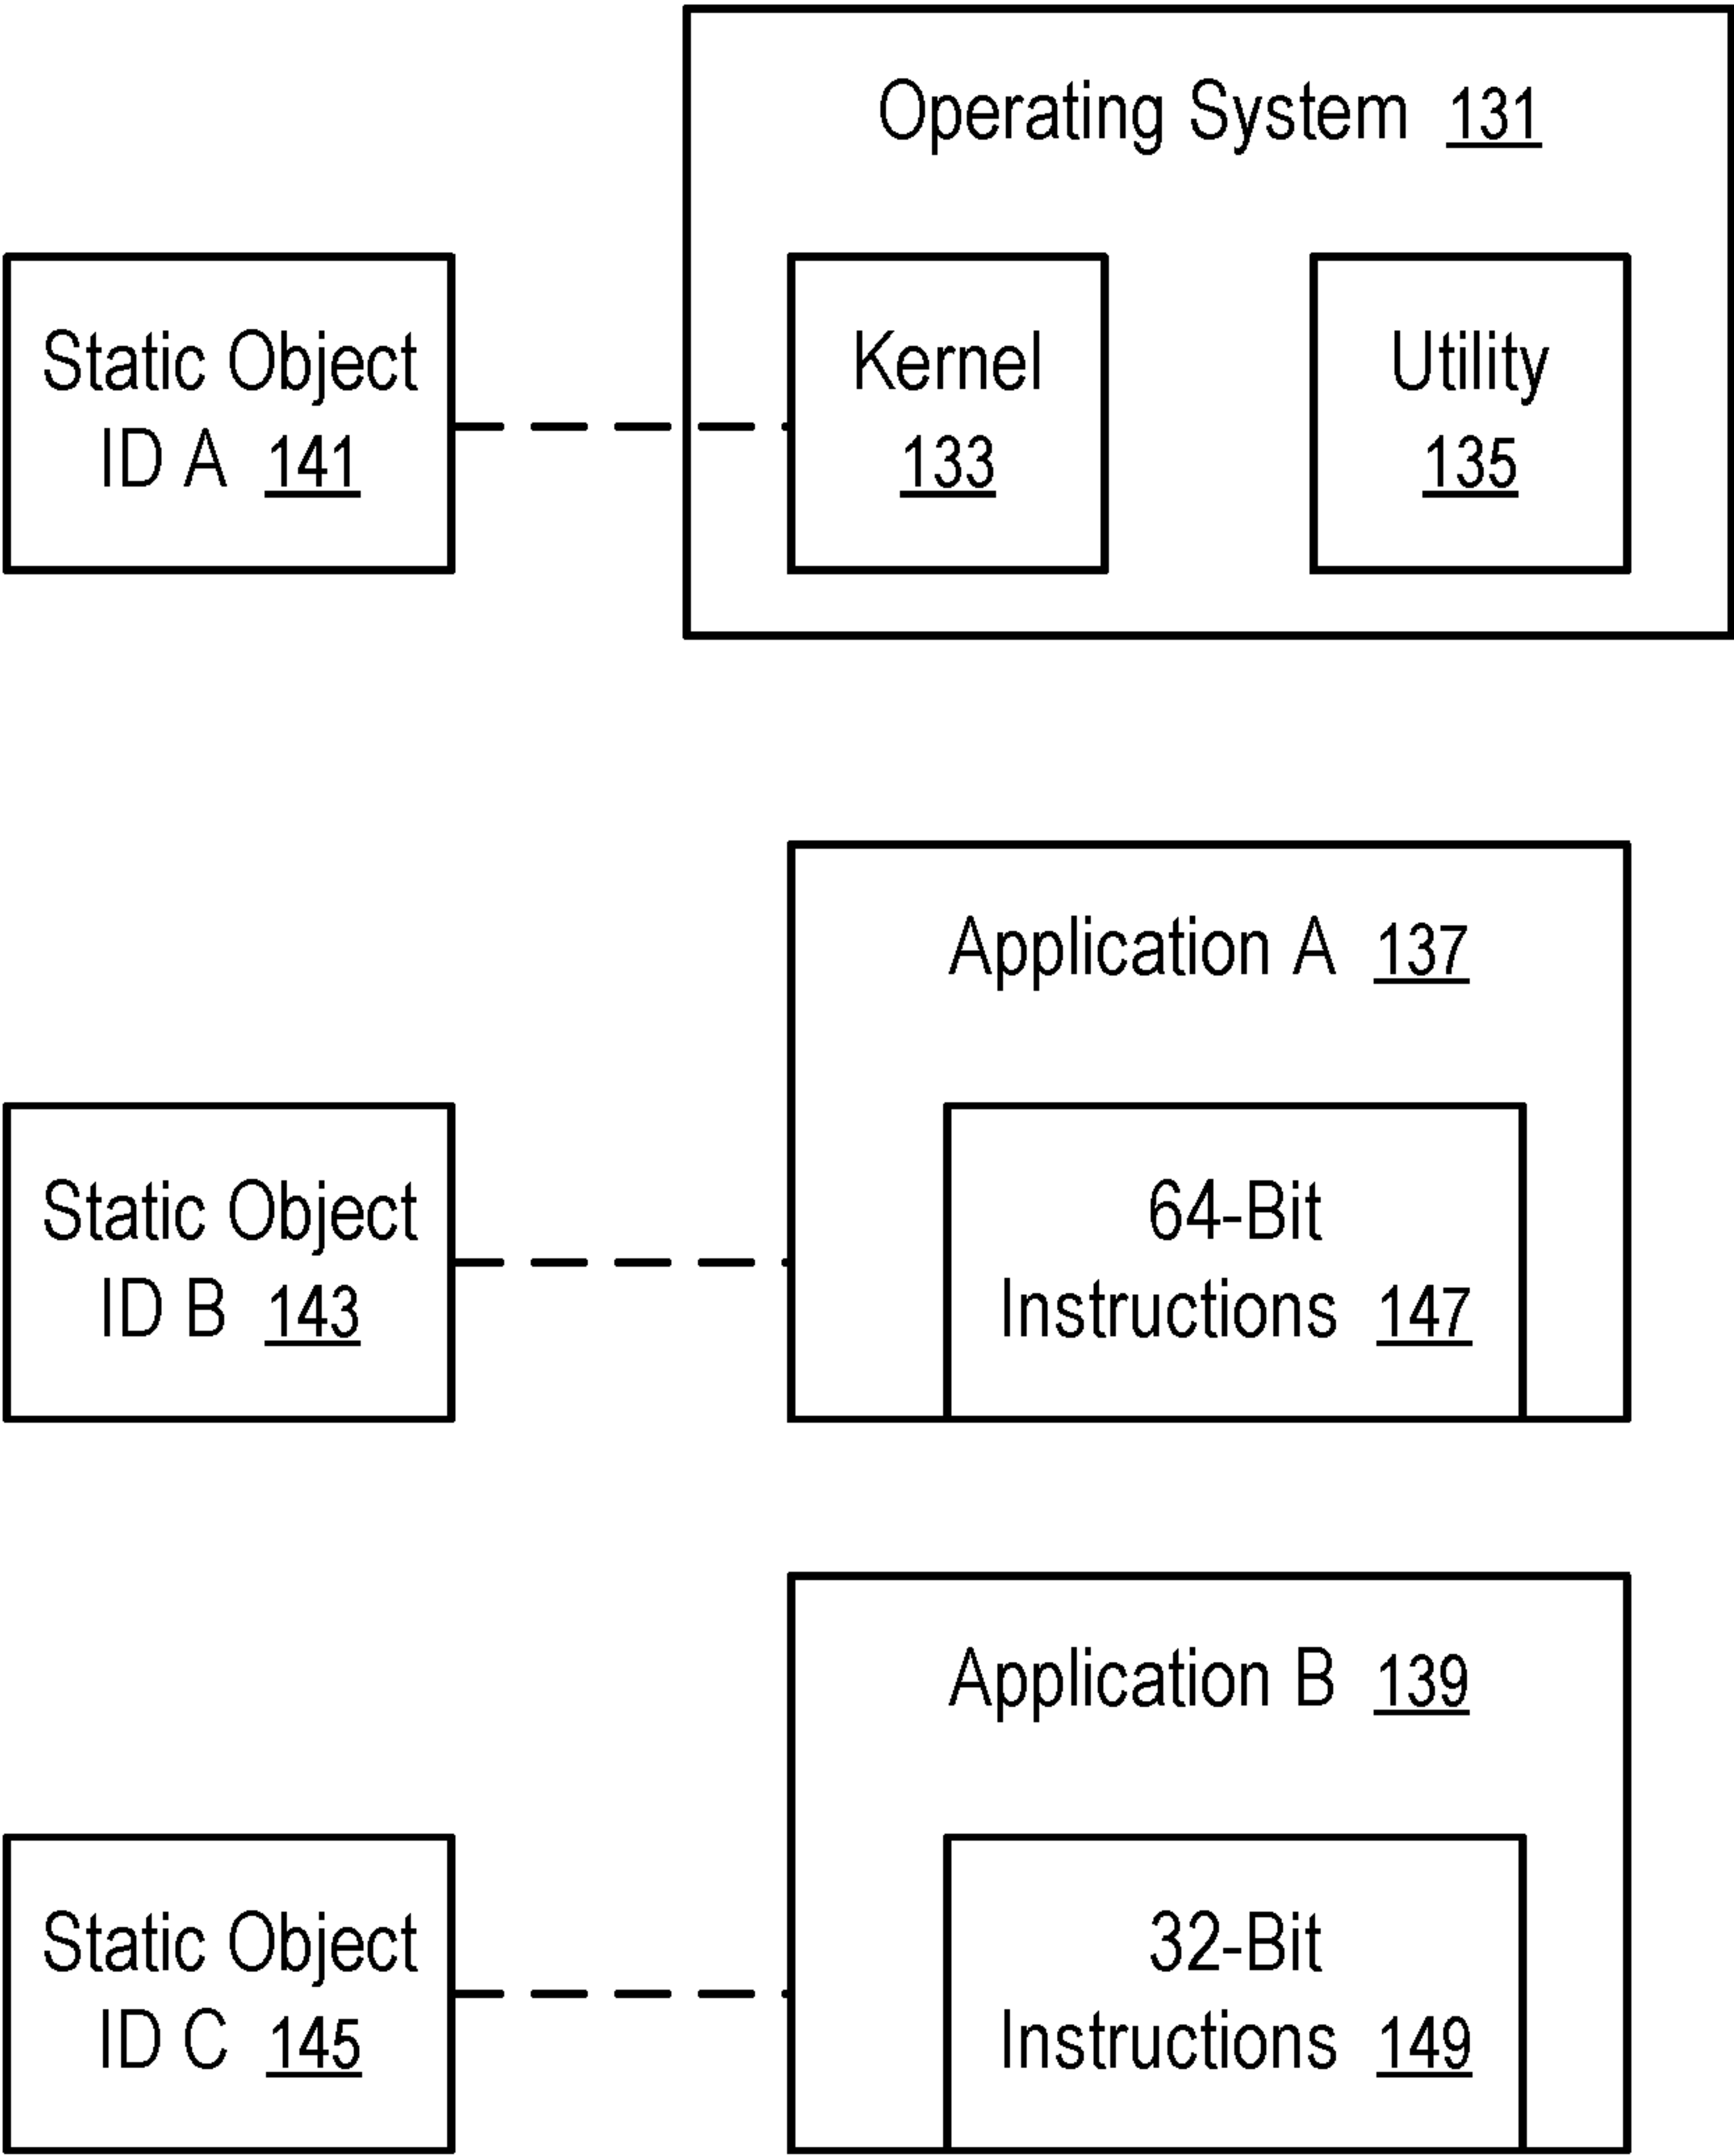 Operating System 131
Static Object
ID A 141
Kernel
133
Utility
135
Application A 137
Static Object
ID B 143
64-Bit
Instructions 147
Application B 139
Static Object
ID C 145
32-Bit
Instructions 149